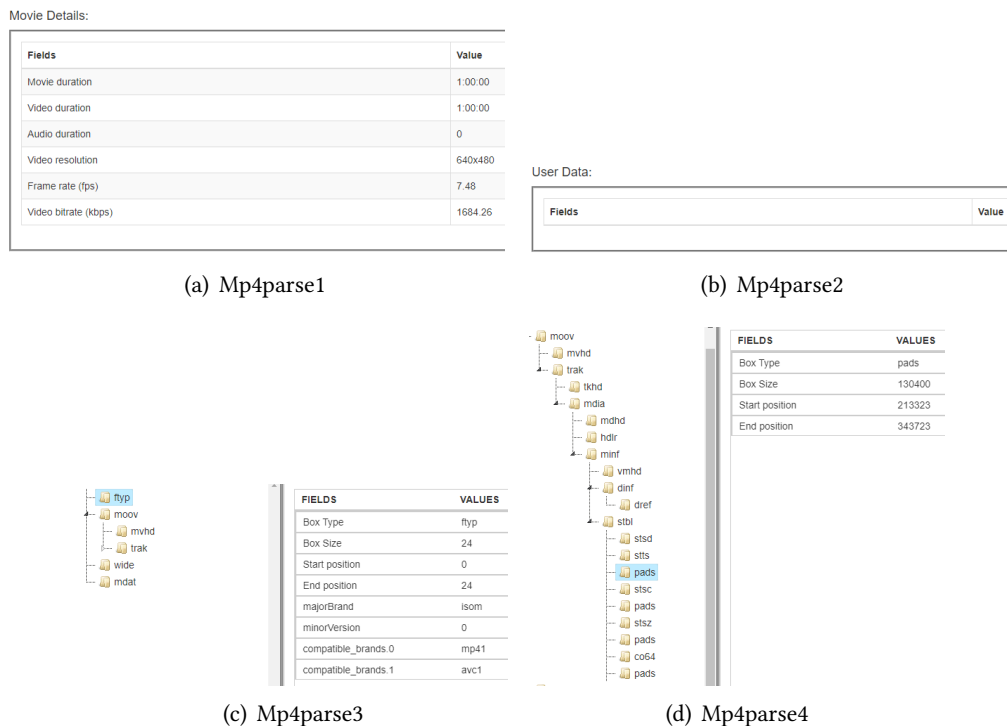 Movie Details:
Fields Value
Movie duration 1:00:00
Video duration 1:00:00
Audio duration 0
Video resolution 640x480
Frame rate (fps) 7.48
Video bitrate (kbps) 1684.26
(a) Mp4parse1
User Data:
Fields Value
(b) Mp4parse2
ftyp
moov
mvhd
trak
wide
mdat
FIELDS VALUES
Box Type ftyp
Box Size 24
Start position 0
End position 24
majorBrand isom
minorVersion 0
compatible_brands.0 mp41
compatible_brands.1 avc1
(c) Mp4parse3
moov
mvhd
trak
tkhd
mdia
mdhd
hdlr
minf
vmhd
dinf
dref
stbl
stsd
stts
pads
stsc
pads
stsz
pads
co64
pads
FIELDS VALUES
Box Type pads
Box Size 130400
Start position 213323
End position 343723
(d) Mp4parse4